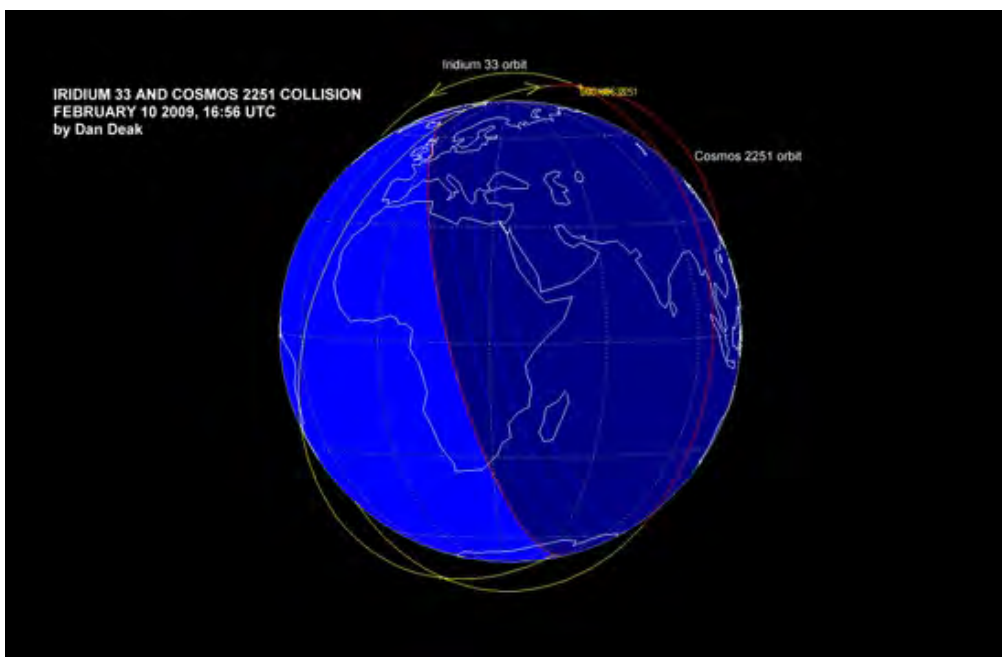 Iridium 33 orbit
IRIDIUM 33 AND COSMOS 2251 COLLISION
FEBRUARY 10 2009, 16:56 UTC
by Dan Deak
Cosmos 2251 orbit